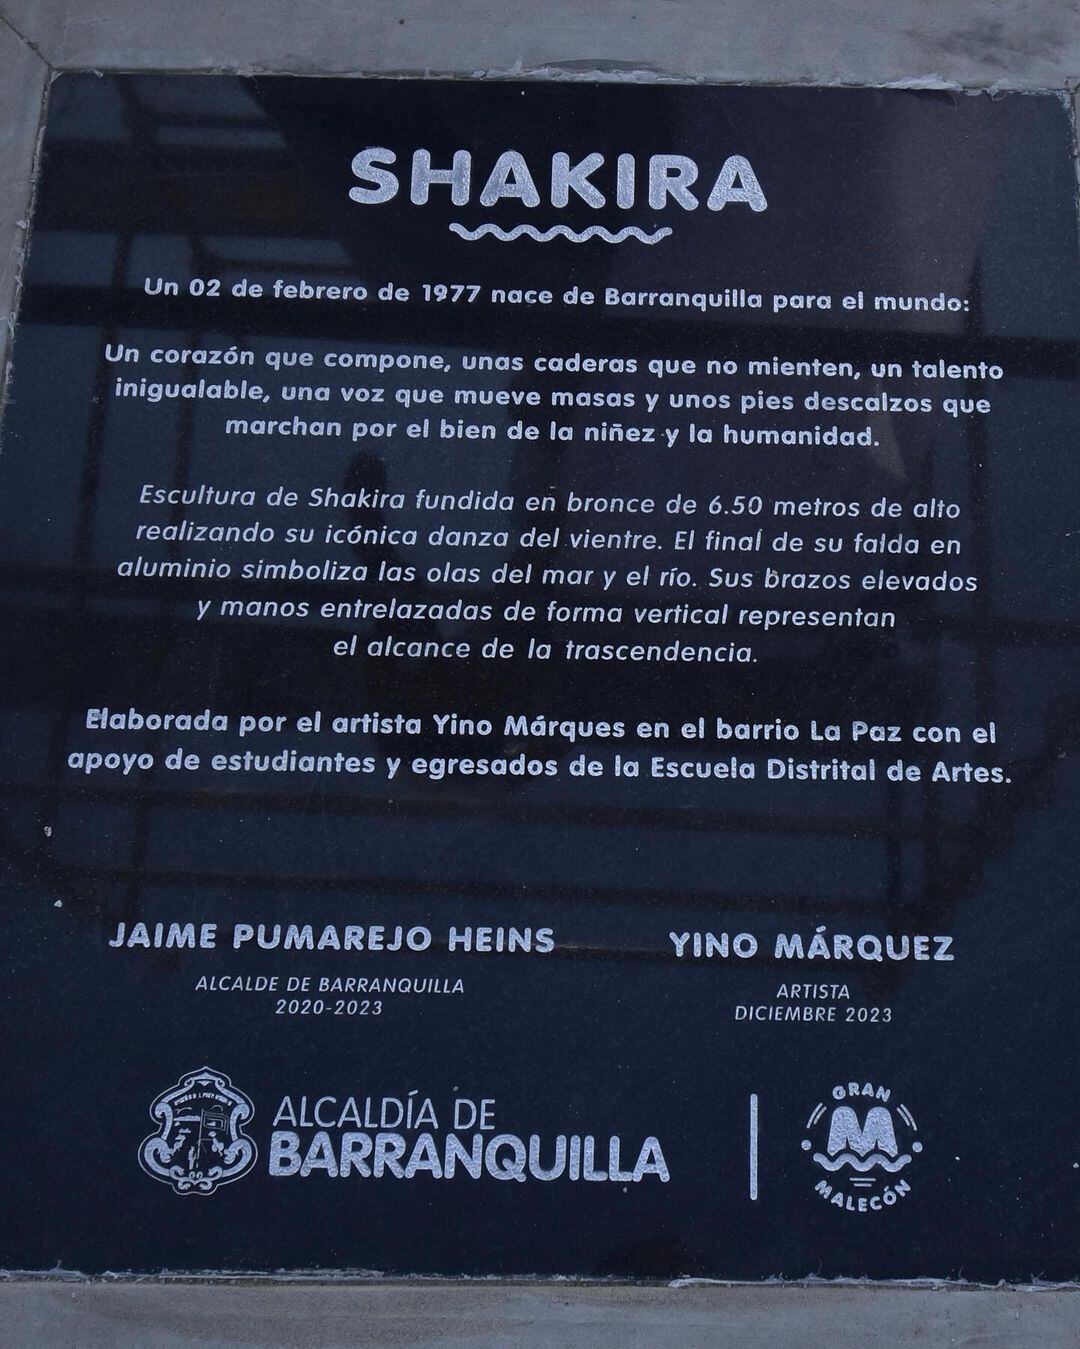 SHAKIRA
Un 02 de febrero de 1977 nace de Barranquilla para el mundo:
Un corazón que compone, unas caderas que no mienten, un talento
inigualable, una voz que mueve masas y unos pies descalzos que
marchan por el bien de la niñez y la humanidad.
Escultura de Shakira fundida en bronce de 6.50 metros de alto
realizando su icónica danza del vientre. El final de su falda en
aluminio simboliza las olas del mar y el río. Sus brazos elevados
y manos entrelazadas de forma vertical representan
el alcance de la trascendencia.
Elaborada por el artista Yino Márques en el barrio La Paz con el
apoyo de estudiantes y egresados de la Escuela Distrital de Artes.
JAIME PUMAREJO HEINS
ALCALDE DE BARRANQUILLA
2020-2023
YINO MÁRQUEZ
ARTISTA
DICIEMBRE 2023
ALCALDÍA DE
BARRANQUILLA
GRAN
M
MALECÓN